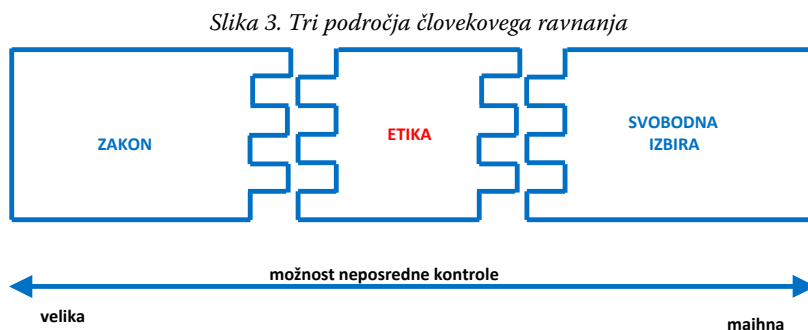 Slika 3. Tri področja človekovega ravnanja
ZAKON
ETIKA
SVOBODNA
IZBIRA
možnost neposredne kontrole
velika
majhna